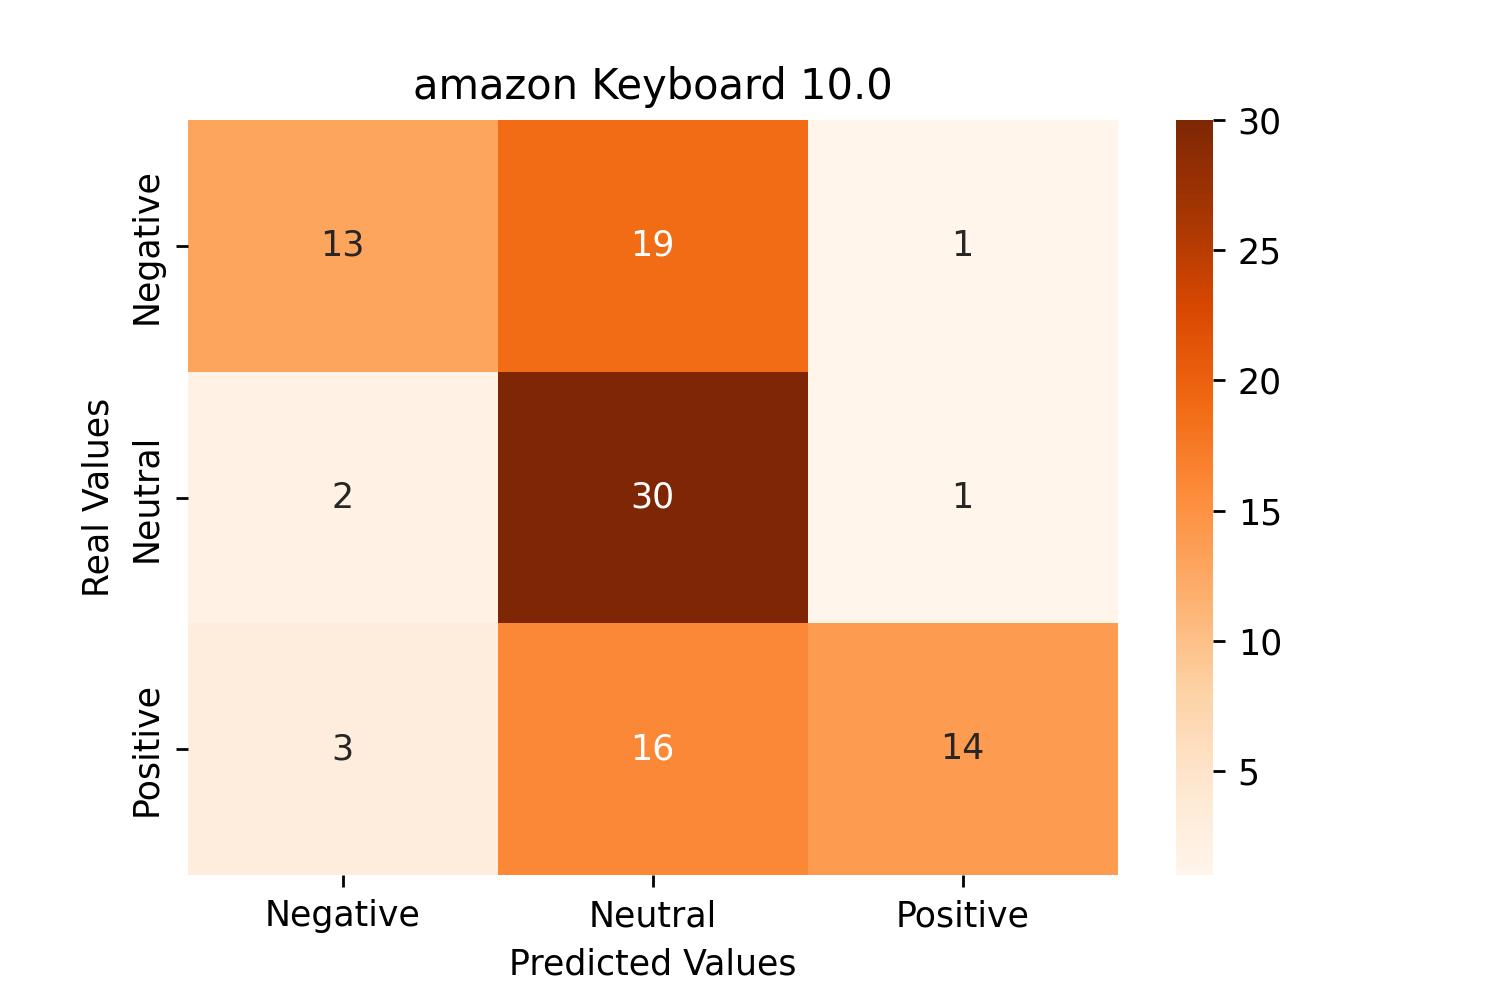 amazon Keyboard 10.0
Real Values
Negative
13 19 1
Neutral
2 30 1
Positive
3 16 14
Negative Neutral Positive
Predicted Values
30
25
20
15
10
5